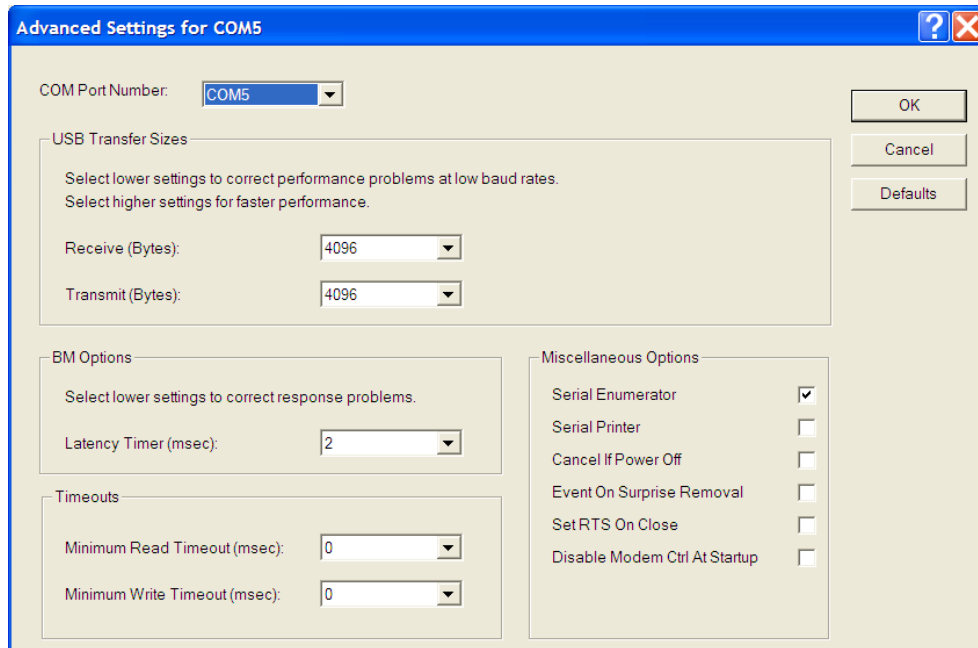 Advanced Settings for COM5
COM Port Number: COM5
OK
Cancel
Defaults
USB Transfer Sizes
Select lower settings to correct performance problems at low baud rates.
Select higher settings for faster performance.
Receive (Bytes): 4096
Transmit (Bytes): 4096
BM Options
Select lower settings to correct response problems.
Latency Timer (msec): 2
Timeouts
Minimum Read Timeout (msec): 0
Minimum Write Timeout (msec): 0
Miscellaneous Options
Serial Enumerator
Serial Printer
Cancel If Power Off
Event On Surprise Removal
Set RTS On Close
Disable Modem Ctrl At Startup